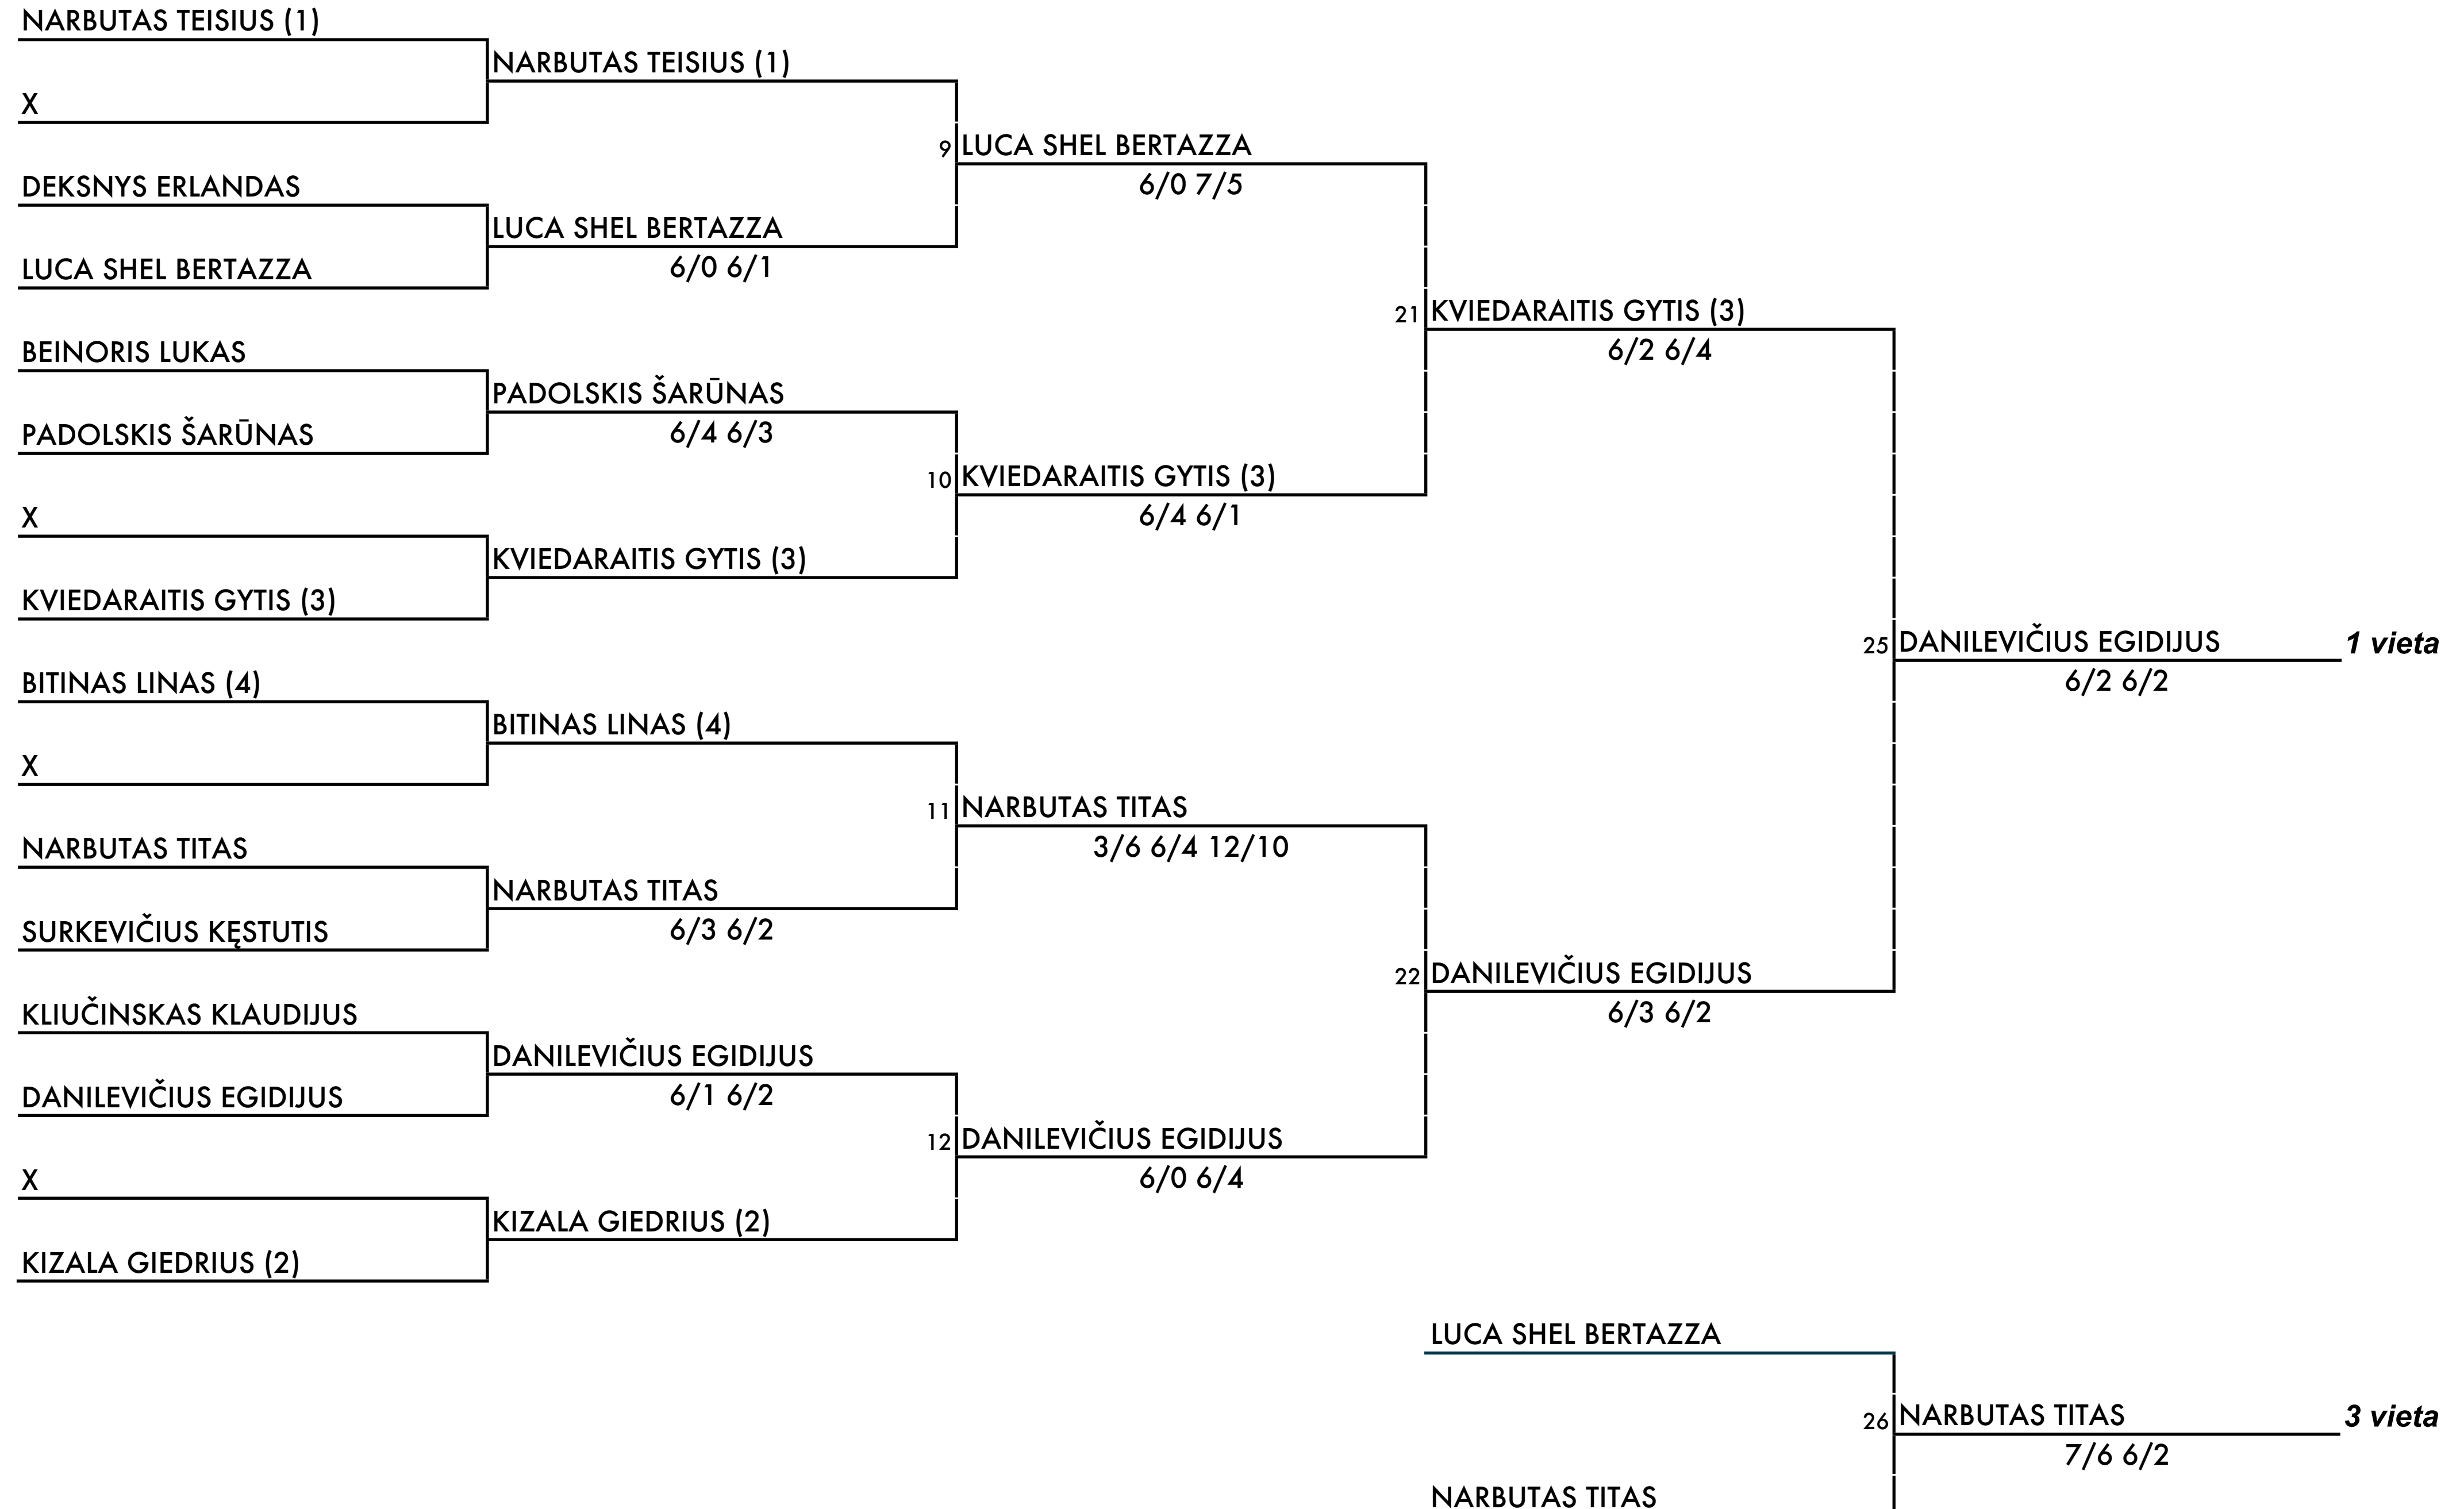 NARBUTAS TEISIUS (1)
NARBUTAS TEISIUS (1)
X
9 LUCA SHEL BERTAZZA
6/0 7/5
DEKSNYS ERLANDAS
LUCA SHEL BERTAZZA
6/0 6/1
LUCA SHEL BERTAZZA
21 KVIEDARAITIS GYTIS (3)
6/2 6/4
BEINORIS LUKAS
PADOLSKIS ŠARŪNAS
6/4 6/3
PADOLSKIS ŠARŪNAS
10 KVIEDARAITIS GYTIS (3)
6/4 6/1
X
KVIEDARAITIS GYTIS (3)
KVIEDARAITIS GYTIS (3)
25 DANILEVIČIUS EGIDIJUS 1 vieta
6/2 6/2
BITINAS LINAS (4)
BITINAS LINAS (4)
X
11 NARBUTAS TITAS
3/6 6/4 12/10
NARBUTAS TITAS
NARBUTAS TITAS
6/3 6/2
SURKEVIČIUS KĘSTUTIS
22 DANILEVIČIUS EGIDIJUS
6/3 6/2
KLIUČINSKAS KLAUDIJUS
DANILEVIČIUS EGIDIJUS
6/1 6/2
DANILEVIČIUS EGIDIJUS
12 DANILEVIČIUS EGIDIJUS
6/0 6/4
X
KIZALA GIEDRIUS (2)
KIZALA GIEDRIUS (2)
LUCA SHEL BERTAZZA
26 NARBUTAS TITAS 3 vieta
7/6 6/2
NARBUTAS TITAS